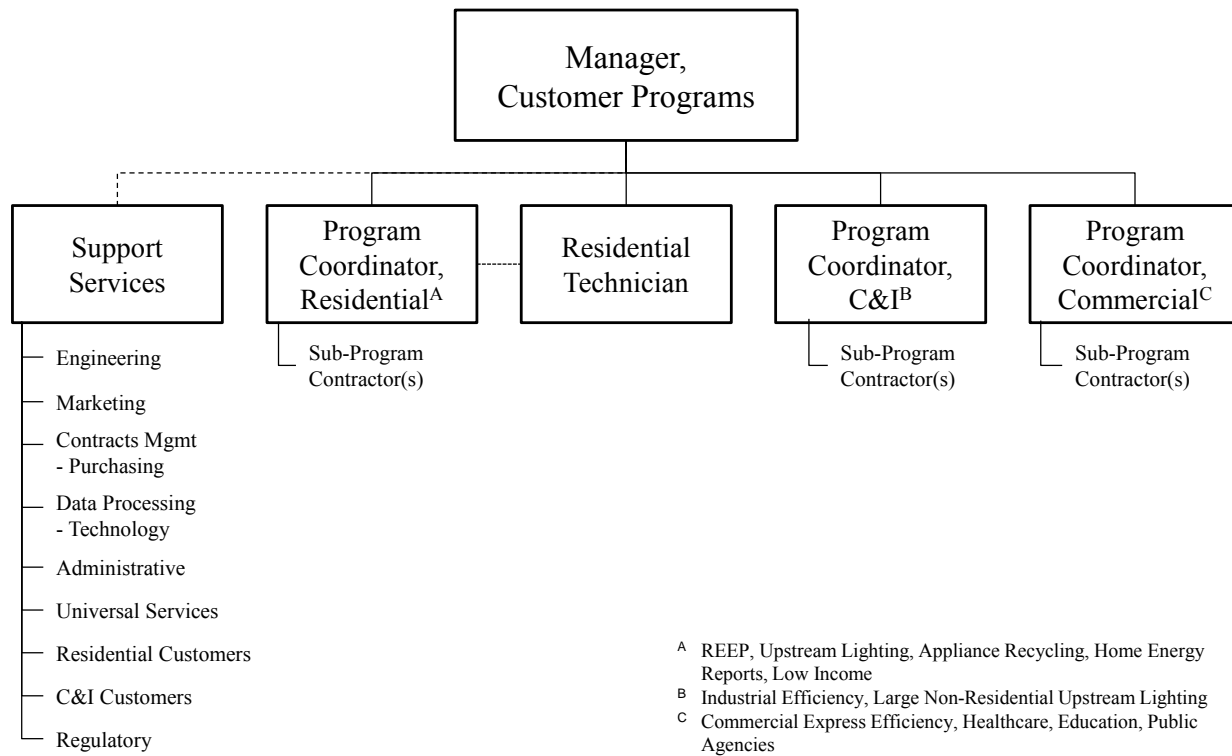 Manager,
Customer Programs
Support
Services
Program
Coordinator,
Residentialᴬ
Residential
Technician
Program
Coordinator,
C&Iᴮ
Program
Coordinator,
Commercialᶜ
Engineering
Marketing
Contracts Mgmt
- Purchasing
Data Processing
- Technology
Administrative
Universal Services
Residential Customers
C&I Customers
Regulatory
Sub-Program
Contractor(s)
Sub-Program
Contractor(s)
Sub-Program
Contractor(s)
A REEP, Upstream Lighting, Appliance Recycling, Home Energy
Reports, Low Income
B Industrial Efficiency, Large Non-Residential Upstream Lighting
C Commercial Express Efficiency, Healthcare, Education, Public
Agencies